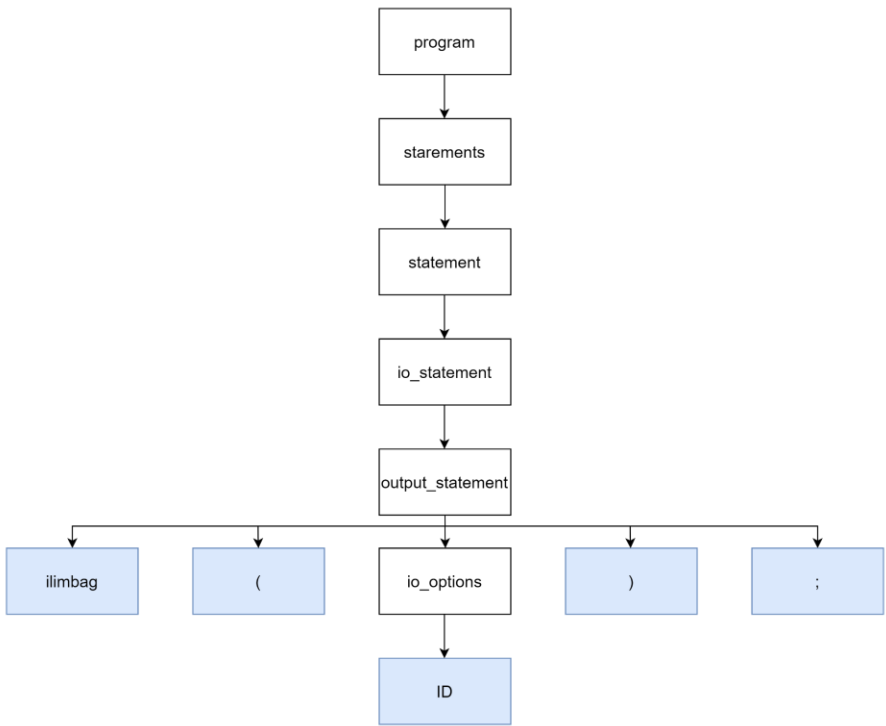 program
starements
statement
io_statement
output_statement
ilimbag
(
io_options
)
;
ID